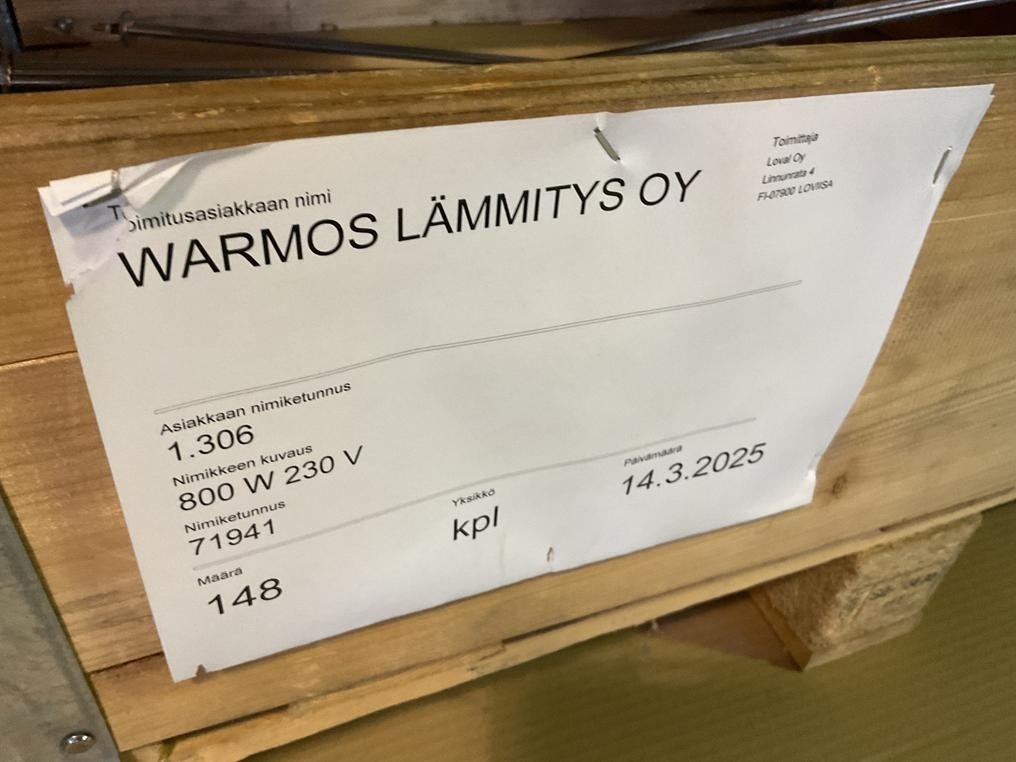 Toimitusasiakkaan nimi
WARMOS LÄMMITYS OY
Toimittaja
Loval Oy
Linnunrata 4
FI-07900 LOVIISA
Asiakkaan nimiketunnus
1.306
Nimikkeen kuvaus
800 W 230 V
Nimiketunnus
71941
Määrä
148
Yksikkö
kpl
Päivämäärä
14.3.2025